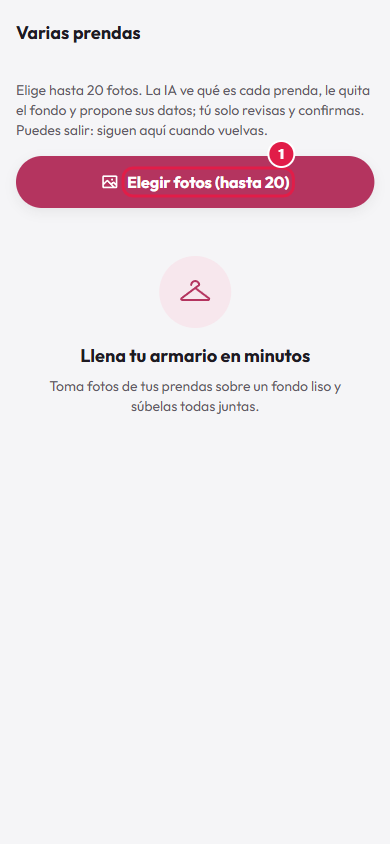 Varias prendas
Elige hasta 20 fotos. La IA ve qué es cada prenda, le quita
el fondo y propone sus datos; tú solo revisas y confirmas.
Puedes salir: siguen aquí cuando vuelvas.
1
Elegir fotos (hasta 20)
Llena tu armario en minutos
Toma fotos de tus prendas sobre un fondo liso y
súbelas todas juntas.